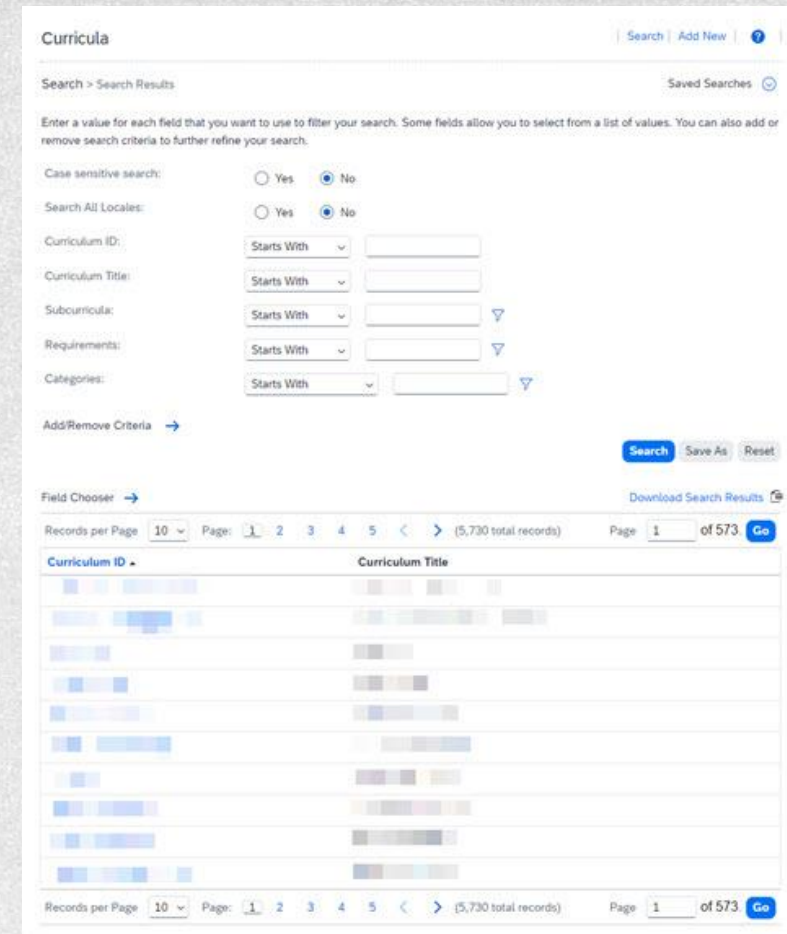 Curricula
Search | Add New | ? |
Search > Search Results
Saved Searches
Enter a value for each field that you want to use to filter your search. Some fields allow you to select from a list of values. You can also add or
remove search criteria to further refine your search.
Case sensitive search: Yes No
Search All Locales: Yes No
Curriculum ID: Starts With
Curriculum Title: Starts With
Subcurricula: Starts With
Requirements: Starts With
Categories: Starts With
Add/Remove Criteria →
Search Save As Reset
Field Chooser →
Download Search Results
Records per Page 10 Page: 1 2 3 4 5 < > (5,730 total records) Page 1 of 573. Go
Curriculum ID Curriculum Title
Records per Page 10 Page: 1 2 3 4 5 < > (5,730 total records) Page 1 of 573. Go